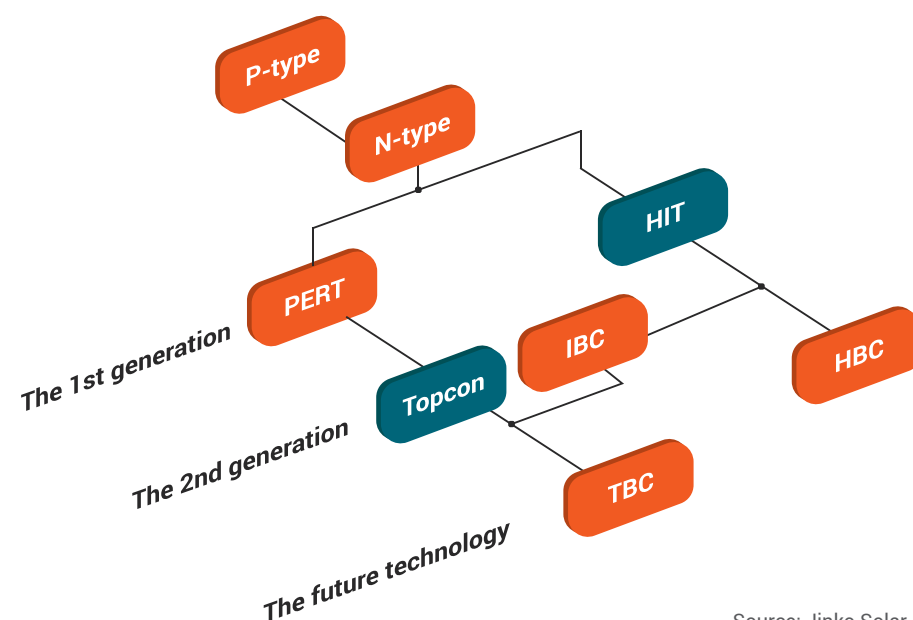 P-type
N-type
HIT
PERT
IBC
HBC
The 1st generation
Topcon
The 2nd generation
TBC
The future technology